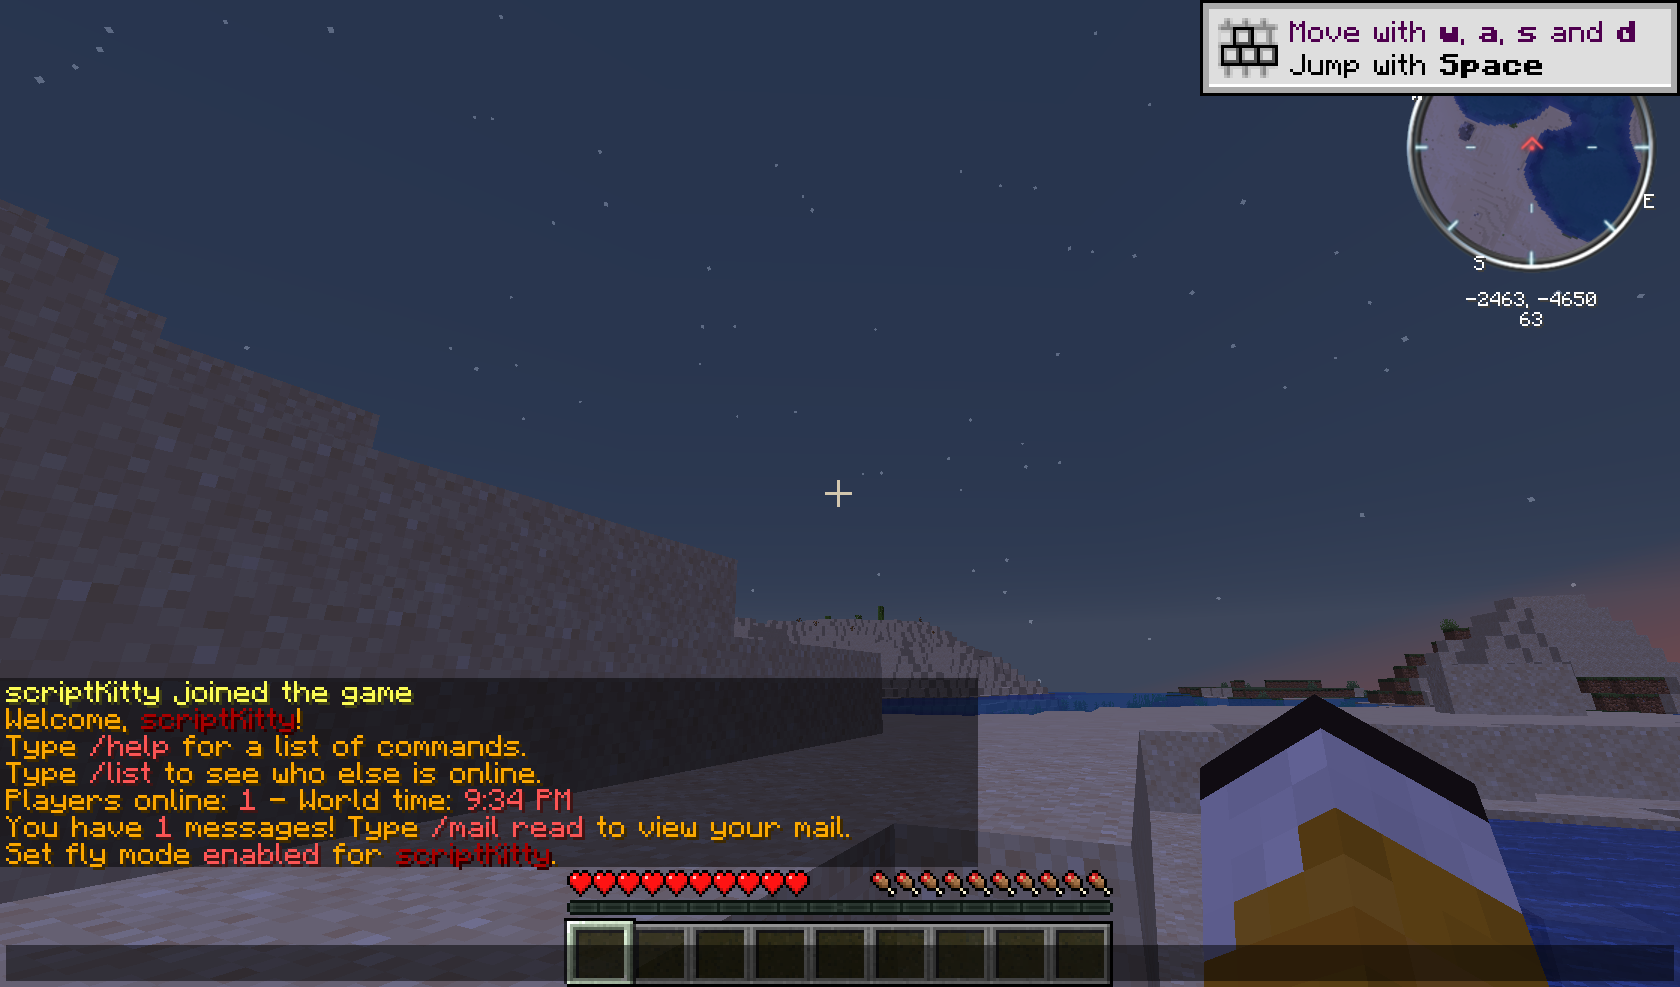 Move with w, a, s and d
Jump with Space
E
S
-2463, -4650
63
scriptKitty joined the game
Welcome, scriptKitty!
Type /help for a list of commands.
Type /list to see who else is online.
Players online: 1 - World time: 9:34 PM
You have 1 messages! Type /mail read to view your mail.
Set fly mode enabled for scriptKitty.